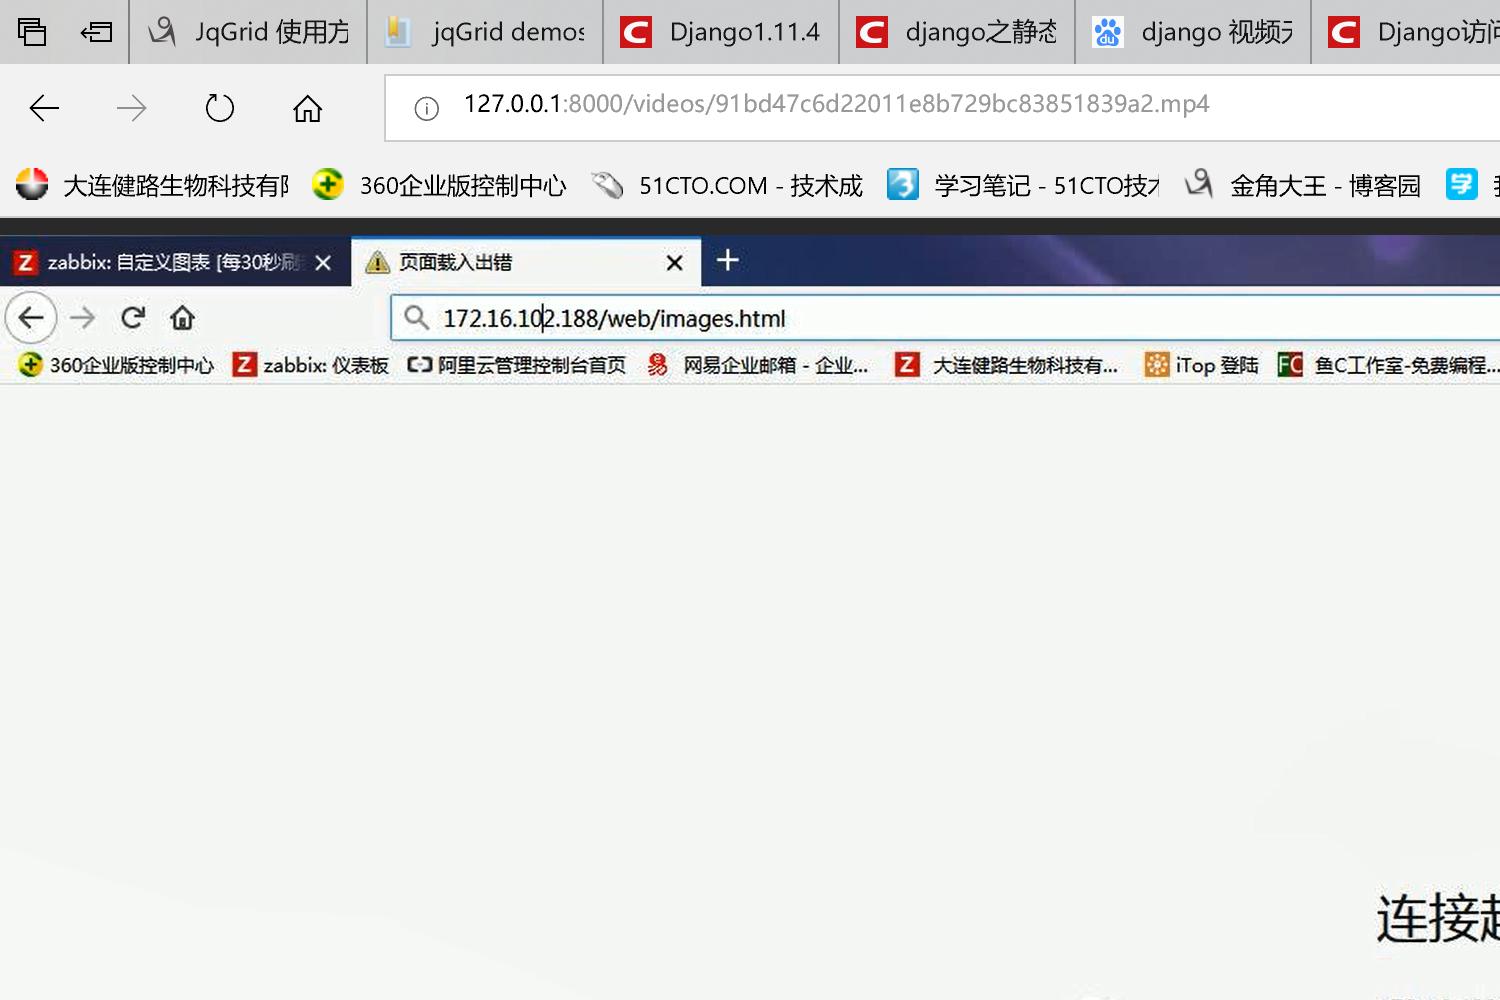 JqGrid 使用方 jqGrid demos Django1.11.4 django之静态 django 视频 Django访问
127.0.0.1:8000/videos/91bd47c6d22011e8b729bc83851839a2.mp4
大连健路生物科技有 360企业版控制中心 51CTO.COM - 技术成 学习笔记 - 51CTO技 金角大王 - 博客园
zabbix: 自定义图表 [每30秒刷 页面载入出错
172.16.102.188/web/images.html
360企业版控制中心 zabbix: 仪表板 阿里云管理控制台首页 网易企业邮箱 - 企业... 大连健路生物科技有... iTop 登陆 鱼C工作室-免费编程...
连接